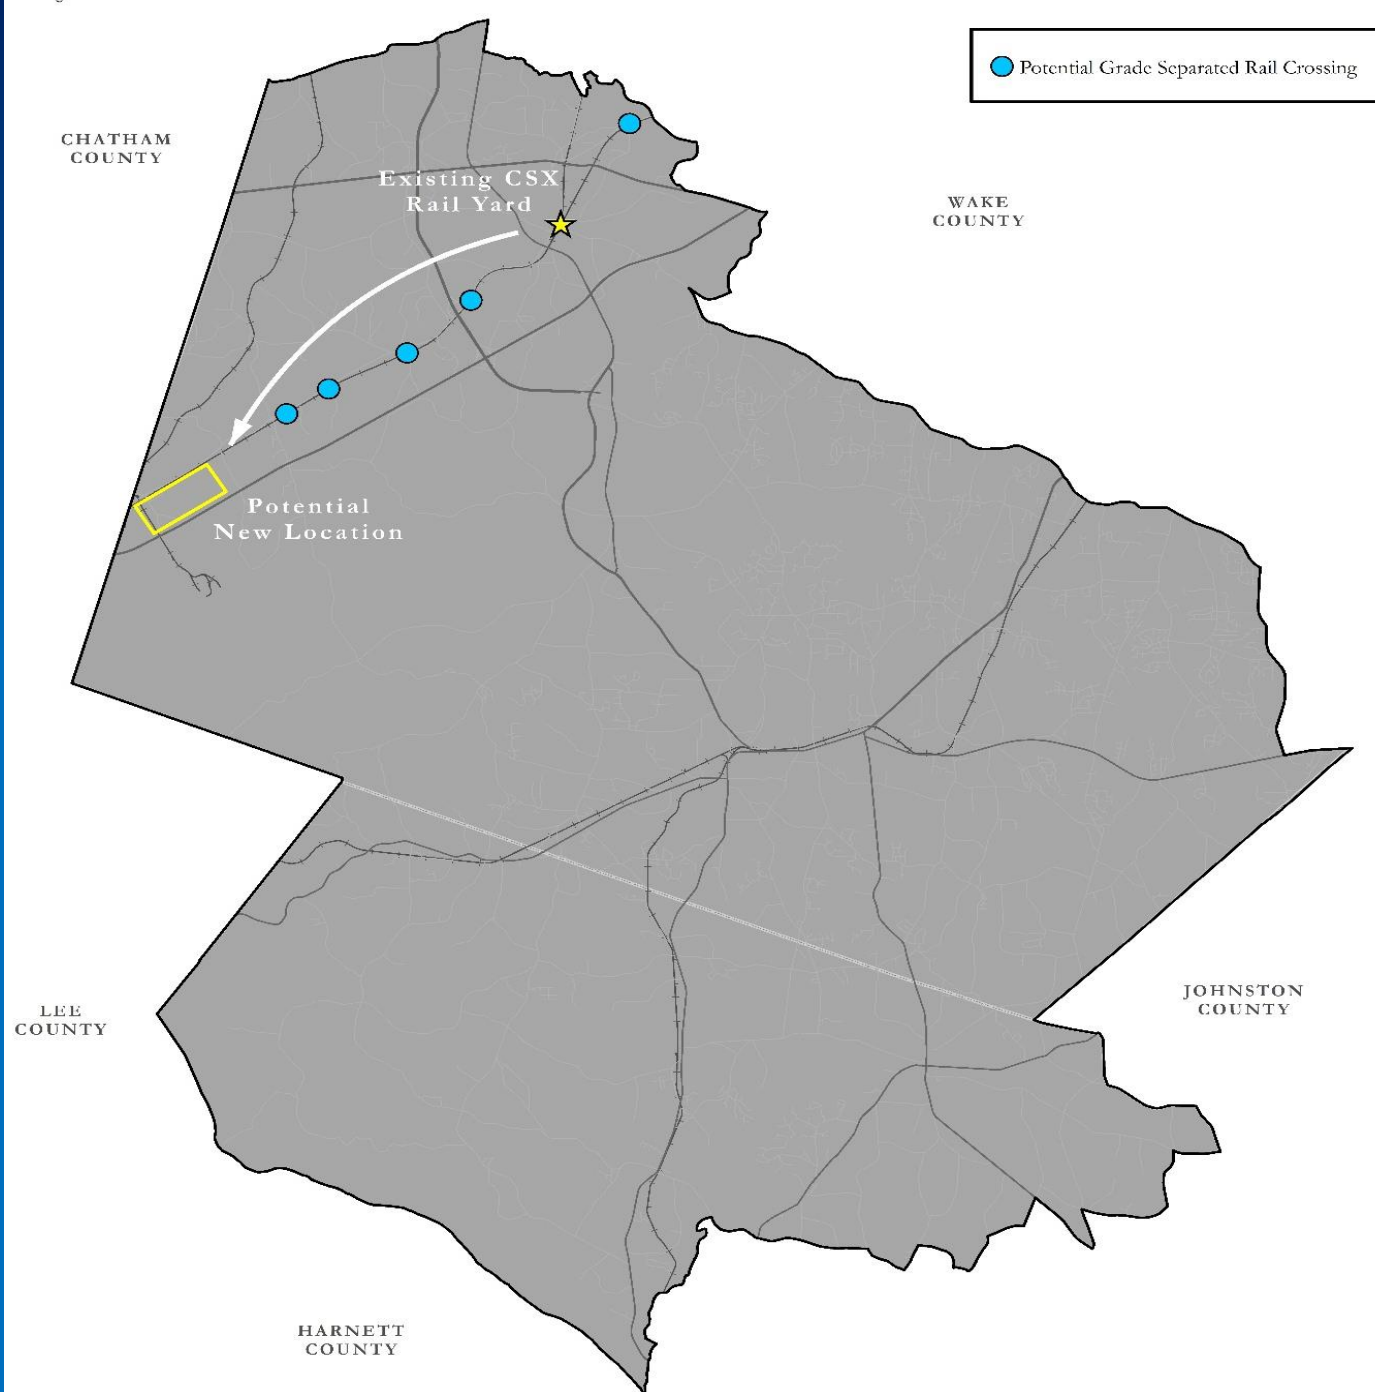 Potential Grade Separated Rail Crossing
CHATHAM
COUNTY
Existing CSX
Rail Yard
WAKE
COUNTY
Potential
New Location
LEE
COUNTY
JOHNSTON
COUNTY
HARNETT
COUNTY